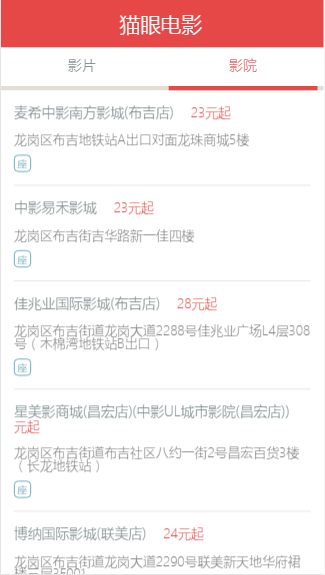 猫眼电影
影片 影院
麦希中影南方影城(布吉店) 23元起
龙岗区布吉地铁站A出口对面龙珠商城5楼
座
中影易禾影城 23元起
龙岗区布吉街吉华路新一佳四楼
座
佳兆业国际影城(布吉店) 28元起
龙岗区布吉街道龙岗大道2288号佳兆业广场L4层308
号（木棉湾地铁站B出口）
座
星美影商城(昌宏店)(中影UL城市影院(昌宏店))
元起
龙岗区布吉街道布吉社区八约一街2号昌宏百货3楼
（长龙地铁站）
座
博纳国际影城(联美店) 24元起
龙岗区布吉街道龙岗大道2290号联美新天地华府裙